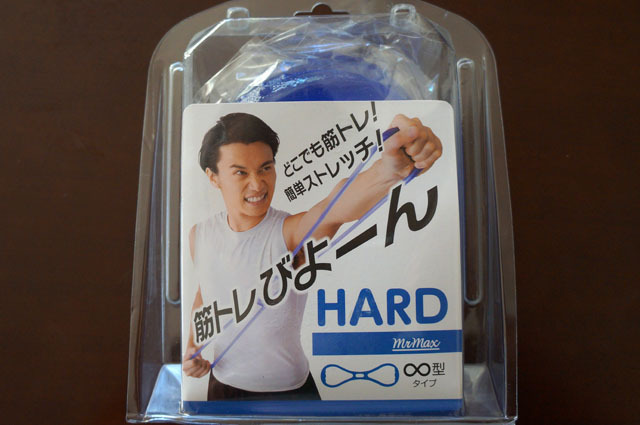 どこでも筋トレ!
簡単ストレッチ!
筋トレびよーん
HARD
MrMax
∞型
タイプ